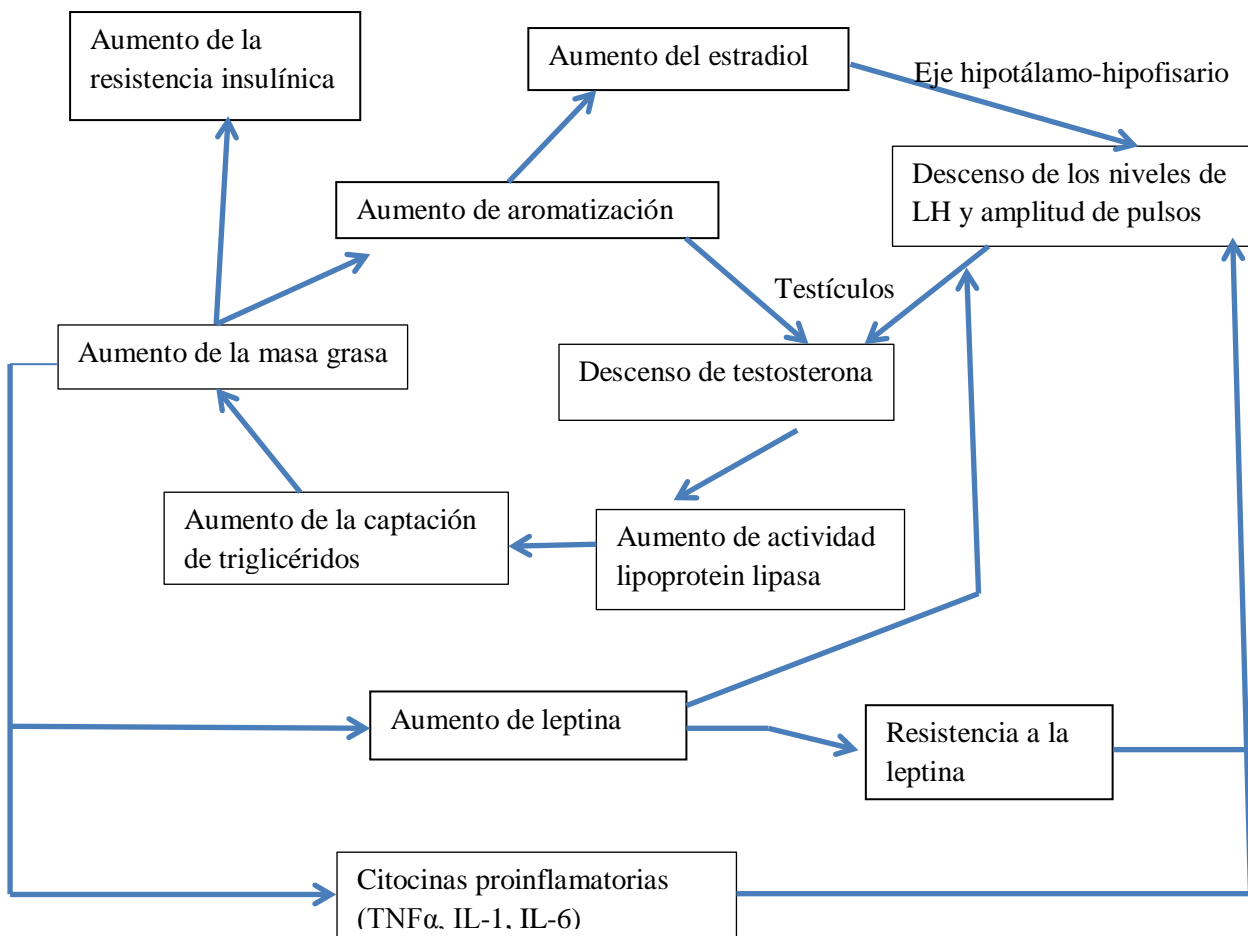 Aumento de la
resistencia insulínica
Aumento del estradiol
Eje hipotálamo-hipofisario
Descenso de los niveles de
LH y amplitud de pulsos
Aumento de aromatización
Testículos
Aumento de la masa grasa
Descenso de testosterona
Aumento de la captación
de triglicéridos
Aumento de actividad
lipoprotein lipasa
Aumento de leptina
Resistencia a la
leptina
Citocinas proinflamatorias
(TNFα, IL-1, IL-6)